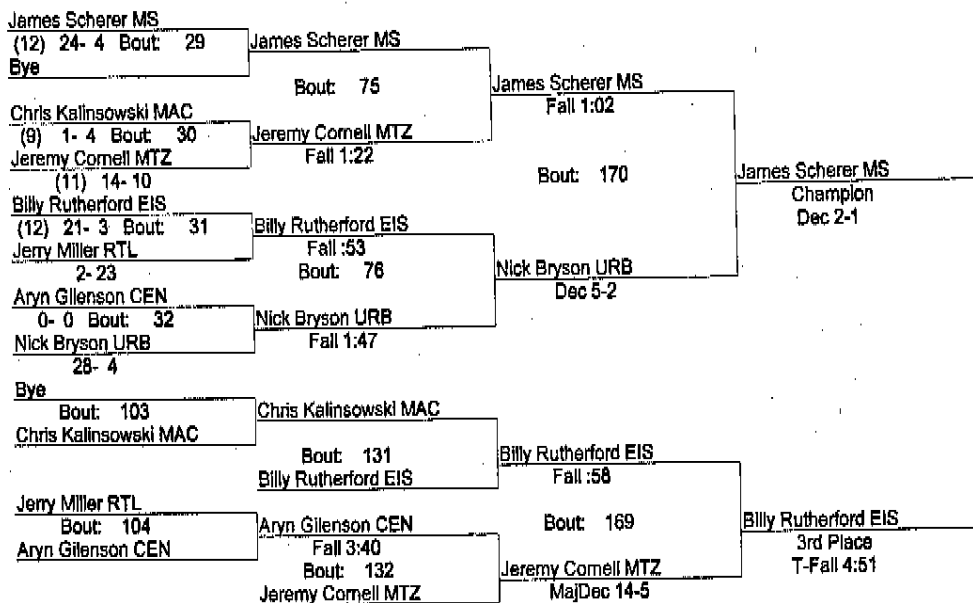 James Scherer MS
(12) 24- 4 Bout: 29
Bye
James Scherer MS
Bout: 75
Chris Kalinsowski MAC
(9) 1- 4 Bout: 30
Jeremy Cornell MTZ
(11) 14- 10
Jeremy Cornell MTZ
Fall 1:22
James Scherer MS
Fall 1:02
Bout: 170
Billy Rutherford EIS
(12) 21- 3 Bout: 31
Jerry Miller RTL
2- 23
Billy Rutherford EIS
Fall :53
Bout: 76
Aryn Gilenson CEN
0- 0 Bout: 32
Nick Bryson URB
28- 4
Nick Bryson URB
Fall 1:47
Nick Bryson URB
Dec 5-2
James Scherer MS
Champion
Dec 2-1
Bye
Bout: 103
Chris Kalinsowski MAC
Chris Kalinsowski MAC
Bout: 131
Billy Rutherford EIS
Billy Rutherford EIS
Fall :58
Bout: 169
Jerry Miller RTL
Bout: 104
Aryn Gilenson CEN
Aryn Gilenson CEN
Fall 3:40
Bout: 132
Jeremy Cornell MTZ
Jeremy Cornell MTZ
MajDec 14-5
Billy Rutherford EIS
3rd Place
T-Fall 4:51